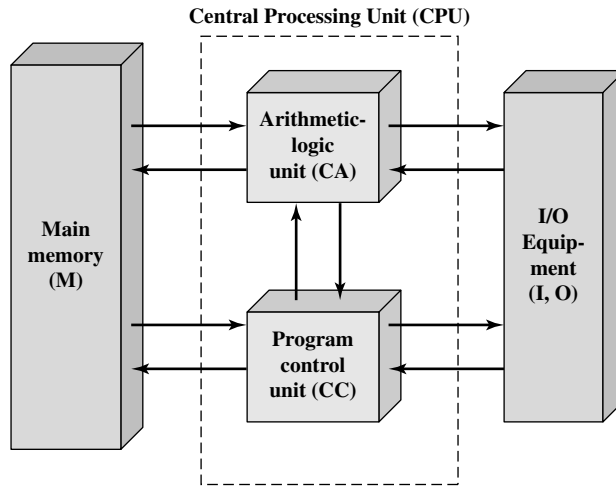 Central Processing Unit (CPU)
Arithmetic-
logic
unit (CA)
Main
memory
(M)
I/O
Equip-
ment
(I, O)
Program
control
unit (CC)